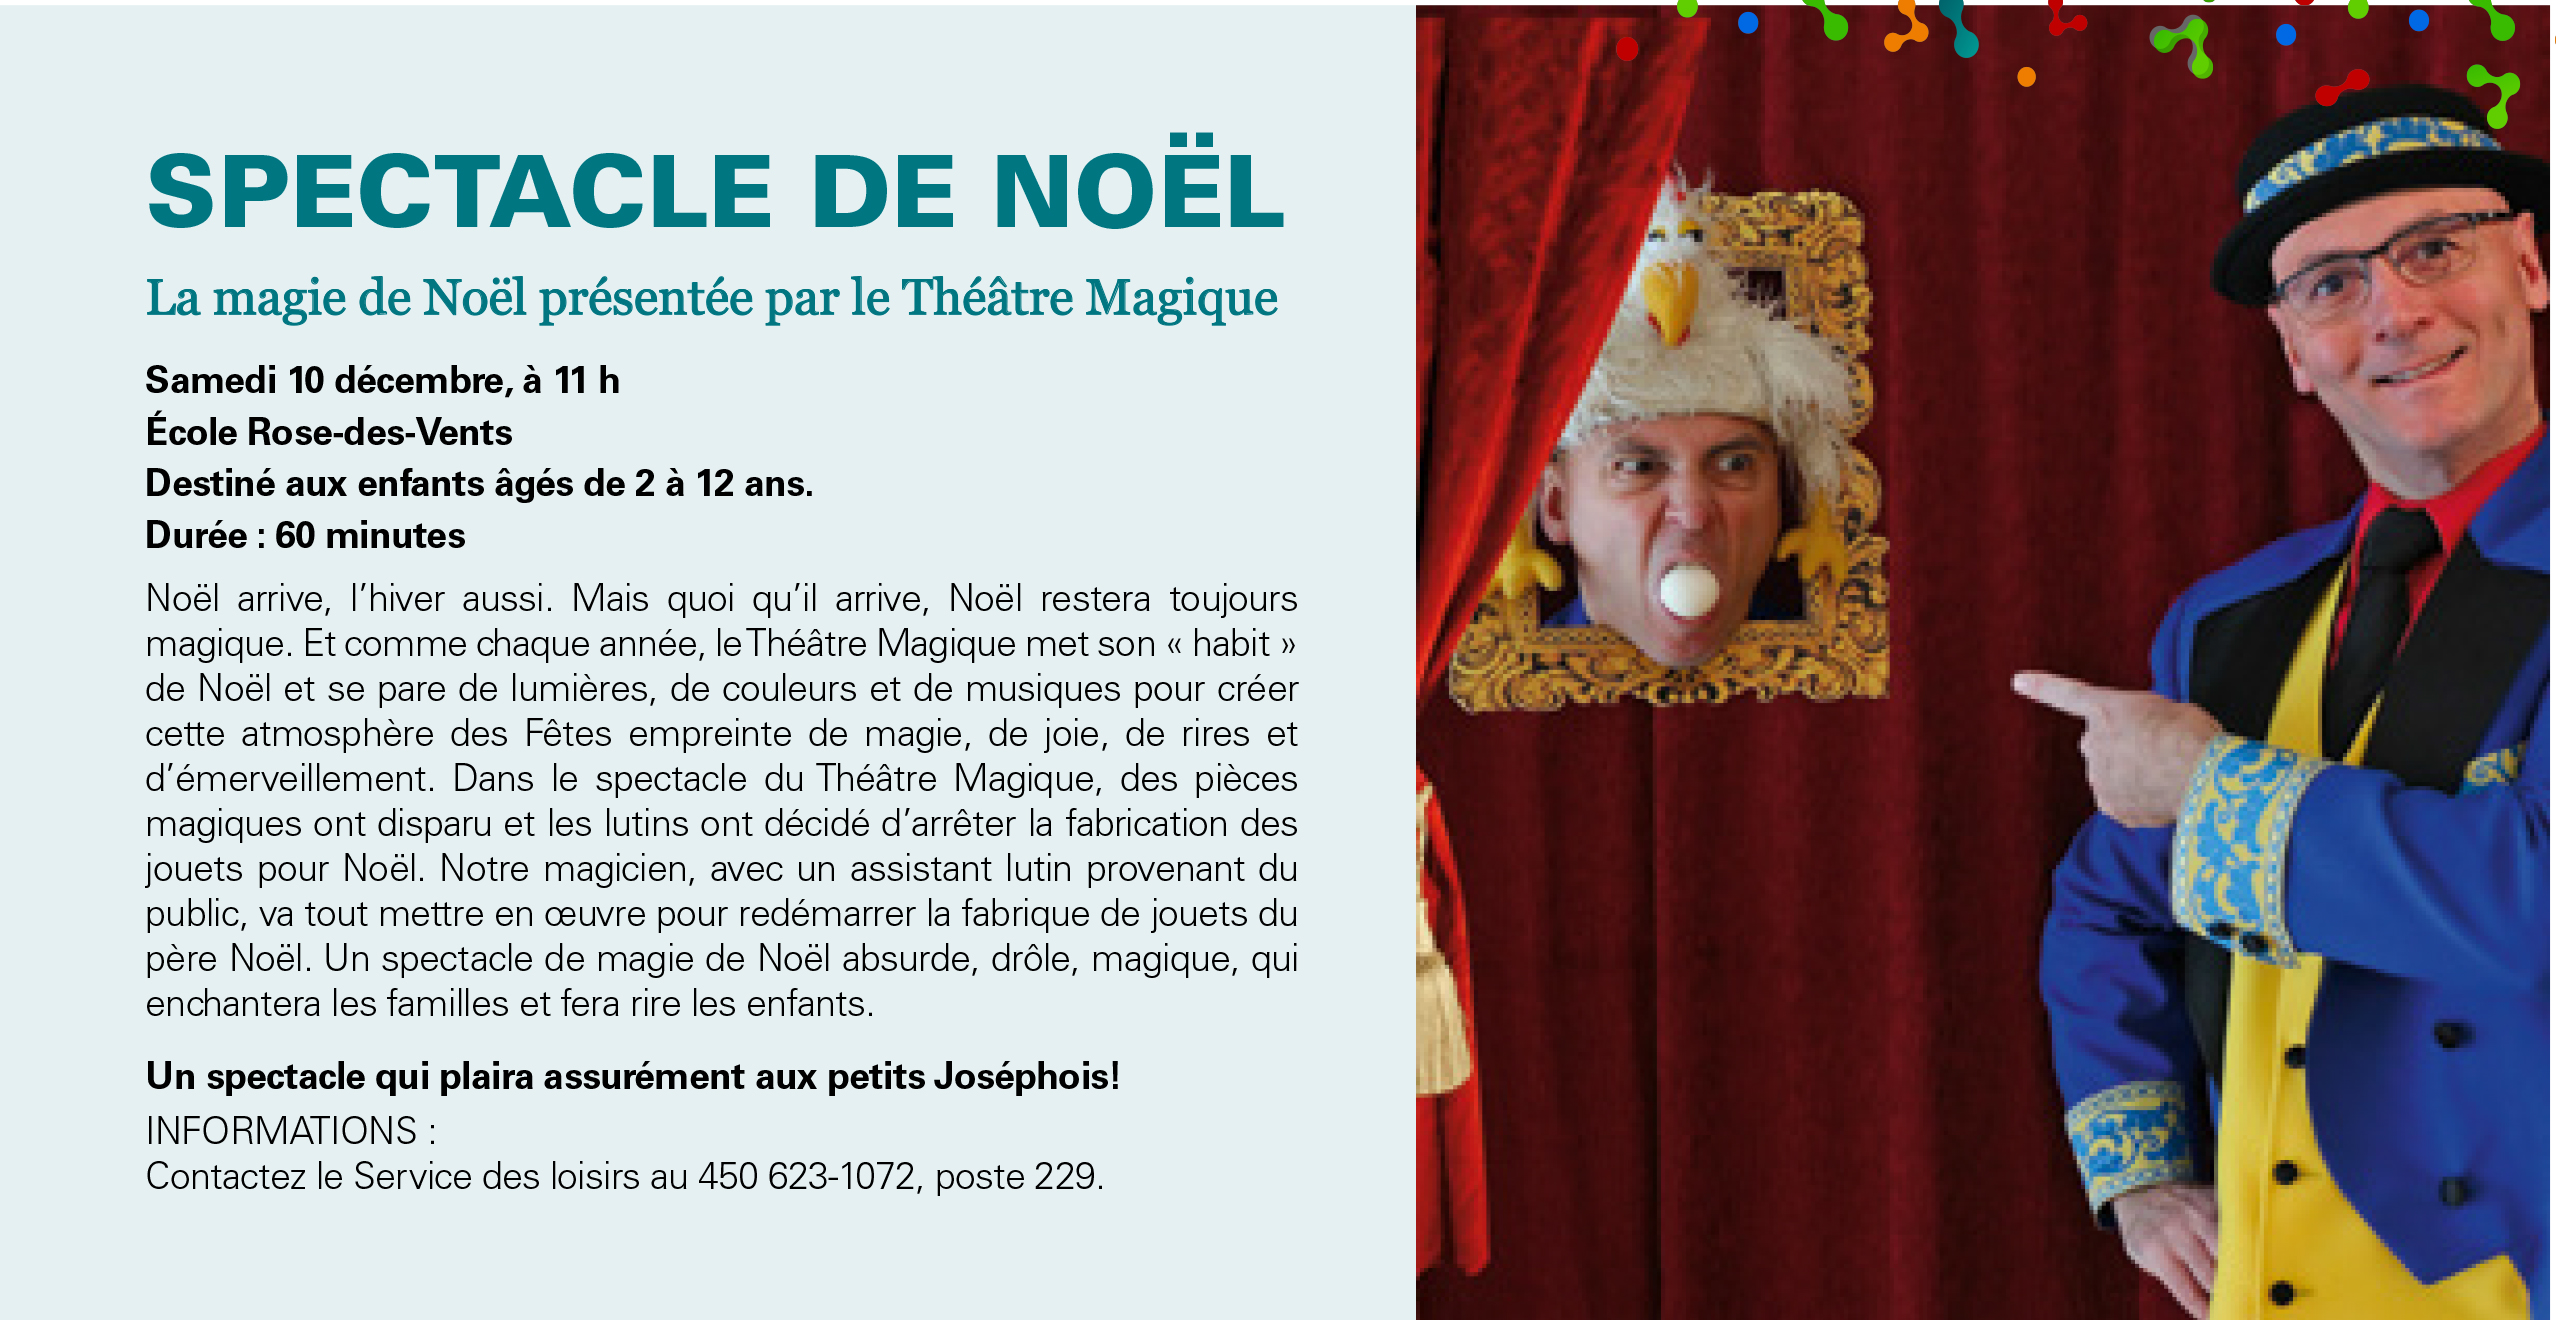 SPECTACLE DE NOËL
La magie de Noël présentée par le Théâtre Magique
Samedi 10 décembre, à 11 h
École Rose-des-Vents
Destiné aux enfants âgés de 2 à 12 ans.
Durée : 60 minutes
Noël arrive, l’hiver aussi. Mais quoi qu’il arrive, Noël restera toujours
magique. Et comme chaque année, le Théâtre Magique met son « habit »
de Noël et se pare de lumières, de couleurs et de musiques pour créer
cette atmosphère des Fêtes empreinte de magie, de joie, de rires et
d’émerveillement. Dans le spectacle du Théâtre Magique, des pièces
magiques ont disparu et les lutins ont décidé d’arrêter la fabrication des
jouets pour Noël. Notre magicien, avec un assistant lutin provenant du
public, va tout mettre en œuvre pour redémarrer la fabrique de jouets du
père Noël. Un spectacle de magie de Noël absurde, drôle, magique, qui
enchantera les familles et fera rire les enfants.
Un spectacle qui plaira assurément aux petits Joséphois!
INFORMATIONS :
Contactez le Service des loisirs au 450 623-1072, poste 229.